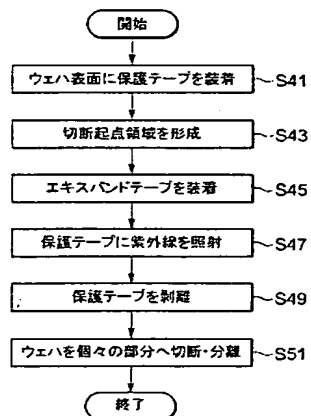 開始
ウェハ表面に保護テープを装着 S41
切断起点領域を形成 S43
エキスパンドテープを装着 S45
保護テープに紫外線を照射 S47
保護テープを剥離 S49
ウェハを個々の部分へ切断・分離 S51
終了